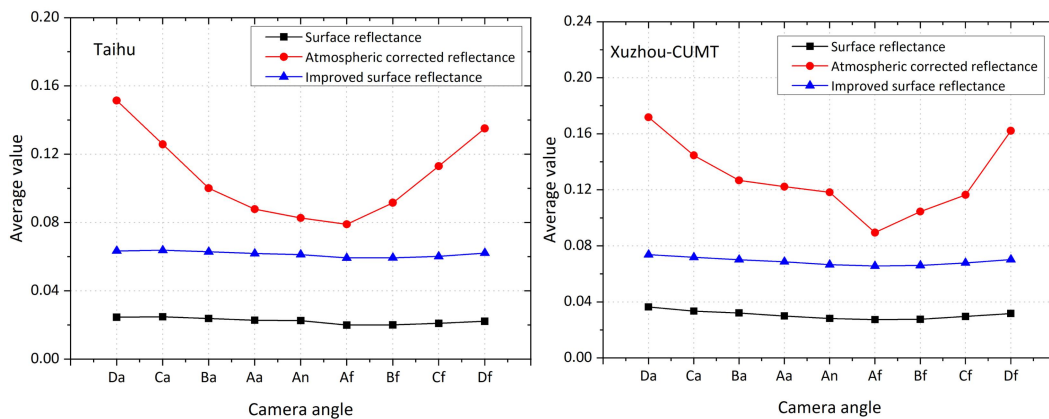 Taihu
Surface reflectance
Atmospheric corrected reflectance
Improved surface reflectance
0.20
0.16
0.12
0.08
0.04
0.00
Average value
Da Ca Ba Aa An Af Bf Cf Df
Camera angle
Xuzhou-CUMT
Surface reflectance
Atmospheric corrected reflectance
Improved surface reflectance
0.24
0.20
0.16
0.12
0.08
0.04
0.00
Average value
Da Ca Ba Aa An Af Bf Cf Df
Camera angle